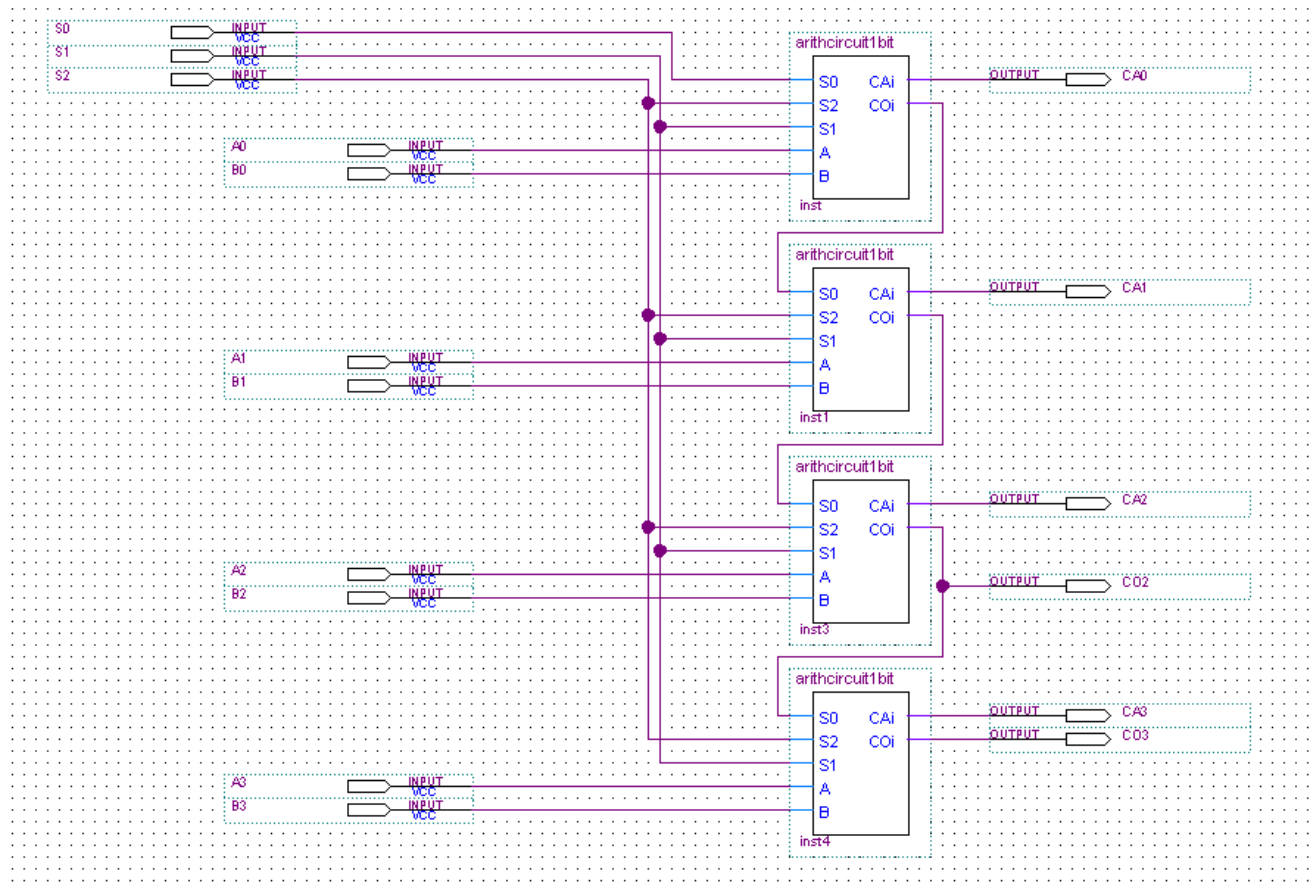 S0 INPUT VCC
S1 INPUT VCC
S2 INPUT VCC
arithcircuit1bit
S0 CAi OUTPUT CA0
S2 COi
S1
A0 INPUT VCC A
B0 INPUT VCC B
inst
arithcircuit1bit
S0 CAi OUTPUT CA1
S2 COi
S1
A1 INPUT VCC A
B1 INPUT VCC B
inst1
arithcircuit1bit
S0 CAi OUTPUT CA2
S2 COi
S1
A2 INPUT VCC A
OUTPUT CO2
B2 INPUT VCC B
inst3
arithcircuit1bit
S0 CAi OUTPUT CA3
S2 COi OUTPUT CO3
S1
A3 INPUT VCC A
B3 INPUT VCC B
inst4